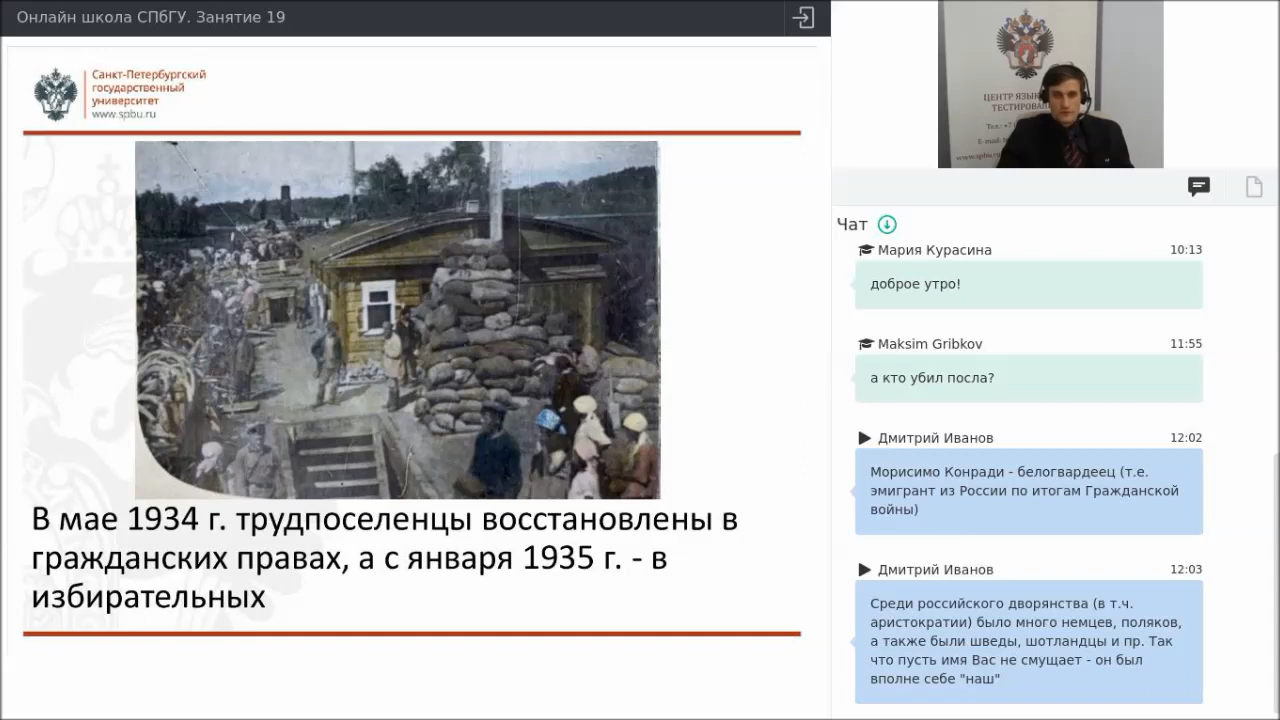 Онлайн школа СПбГУ. Занятие 19
Санкт-Петербургский
государственный
университет
www.spbu.ru
В мае 1934 г. трудпоселенцы восстановлены в
гражданских правах, а с января 1935 г. - в
избирательных
Чат
Мария Курасина 10:13
доброе утро!
Maksim Gribkov 11:55
а кто убил посла?
Дмитрий Иванов 12:02
Морисимо Конради - белогвардеец (т.е.
эмигрант из России по итогам Гражданской
войны)
Дмитрий Иванов 12:03
Среди российского дворянства (в т.ч.
аристократии) было много немцев, поляков,
а также были шведы, шотландцы и пр. Так
что пусть имя Вас не смущает - он был
вполне себе "наш"